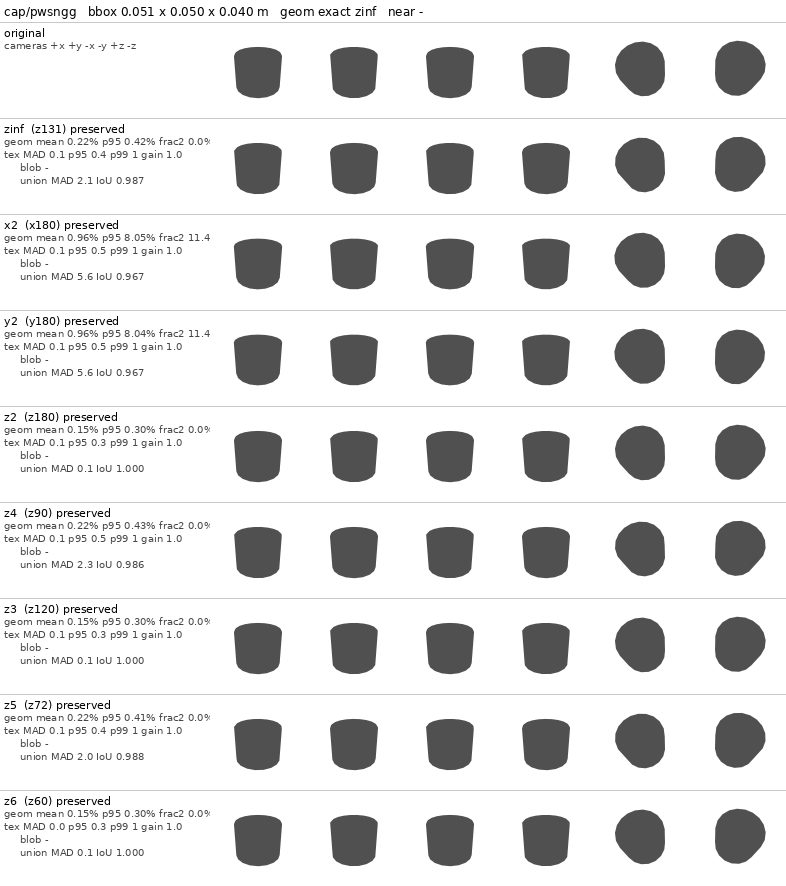 cap/pwsngg bbox 0.051 x 0.050 x 0.040 m geom exact zinf near -
original
cameras +x +y -x -y +z -z
zinf (z131) preserved
geom mean 0.22% p95 0.42% frac2 0.0%
tex MAD 0.1 p95 0.4 p99 1 gain 1.0
blob -
union MAD 2.1 IoU 0.987
x2 (x180) preserved
geom mean 0.96% p95 8.05% frac2 11.4
tex MAD 0.1 p95 0.5 p99 1 gain 1.0
blob -
union MAD 5.6 IoU 0.967
y2 (y180) preserved
geom mean 0.96% p95 8.04% frac2 11.4
tex MAD 0.1 p95 0.5 p99 1 gain 1.0
blob -
union MAD 5.6 IoU 0.967
z2 (z180) preserved
geom mean 0.15% p95 0.30% frac2 0.0%
tex MAD 0.1 p95 0.3 p99 1 gain 1.0
blob -
union MAD 0.1 IoU 1.000
z4 (z90) preserved
geom mean 0.22% p95 0.43% frac2 0.0%
tex MAD 0.1 p95 0.5 p99 1 gain 1.0
blob -
union MAD 2.3 IoU 0.986
z3 (z120) preserved
geom mean 0.15% p95 0.30% frac2 0.0%
tex MAD 0.1 p95 0.3 p99 1 gain 1.0
blob -
union MAD 0.1 IoU 1.000
z5 (z72) preserved
geom mean 0.22% p95 0.41% frac2 0.0%
tex MAD 0.1 p95 0.4 p99 1 gain 1.0
blob -
union MAD 2.0 IoU 0.988
z6 (z60) preserved
geom mean 0.15% p95 0.30% frac2 0.0%
tex MAD 0.0 p95 0.3 p99 1 gain 1.0
blob -
union MAD 0.1 IoU 1.000